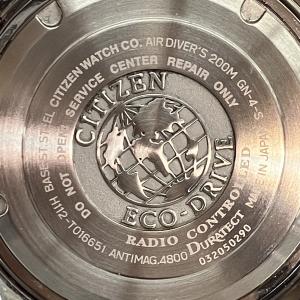 BASE-ST.STEEL CITIZEN WATCH CO. AIR DIVER'S 200M GN-4-S
DO NOT OPEN SERVICE CENTER REPAIR ONLY
CITIZEN
ECO-DRIVE
RADIO CONTROLLED
H112-T016651 ANTIMAG.4800 DURATECT MADE IN JAPAN
032050290